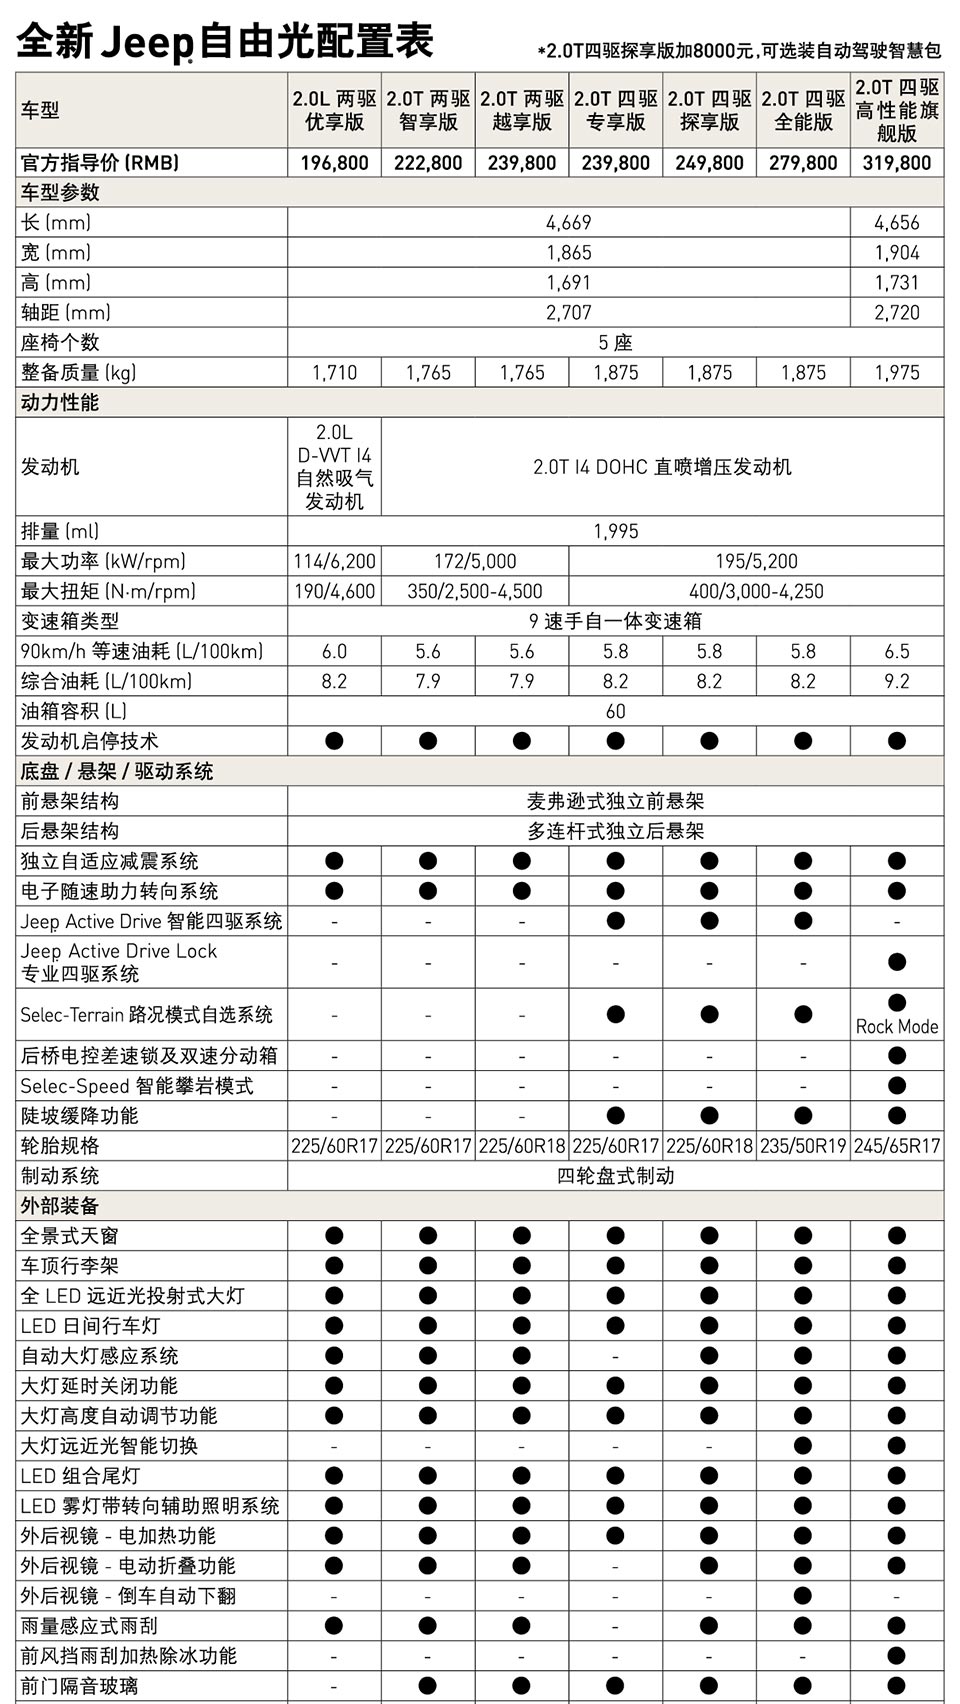 全新Jeep自由光配置表
*2.0T四驱探享版加8000元,可选装自动驾驶智慧包
车型 2.0L 两驱优享版 2.0T 两驱智享版 2.0T 两驱越享版 2.0T 四驱专享版 2.0T 四驱探享版 2.0T 四驱全能版 2.0T 四驱高性能旗舰版
官方指导价 (RMB) 196,800 222,800 239,800 239,800 249,800 279,800 319,800
车型参数
长 (mm) 4,669 4,656
宽 (mm) 1,865 1,904
高 (mm) 1,691 1,731
轴距 (mm) 2,707 2,720
座椅个数 5 座
整备质量 (kg) 1,710 1,765 1,765 1,875 1,875 1,875 1,975
动力性能
发动机 2.0L D-VVT I4 自然吸气发动机 2.0T I4 DOHC 直喷增压发动机
排量 (ml) 1,995
最大功率 (kW/rpm) 114/6,200 172/5,000 195/5,200
最大扭矩 (N·m/rpm) 190/4,600 350/2,500-4,500 400/3,000-4,250
变速箱类型 9 速手自一体变速箱
90km/h 等速油耗 (L/100km) 6.0 5.6 5.6 5.8 5.8 5.8 6.5
综合油耗 (L/100km) 8.2 7.9 7.9 8.2 8.2 8.2 9.2
油箱容积 (L) 60
发动机启停技术 ● ● ● ● ● ● ●
底盘 / 悬架 / 驱动系统
前悬架结构 麦弗逊式独立前悬架
后悬架结构 多连杆式独立后悬架
独立自适应减震系统 ● ● ● ● ● ● ●
电子随速助力转向系统 ● ● ● ● ● ● ●
Jeep Active Drive 智能四驱系统 - - - ● ● ● -
Jeep Active Drive Lock
专业四驱系统 - - - - - - ●
Selec-Terrain 路况模式自选系统 - - - ● ● ● ● Rock Mode
后桥电控差速锁及双速分动箱 - - - - - - ●
Selec-Speed 智能攀岩模式 - - - - - - ●
陡坡缓降功能 - - - ● ● ● ●
轮胎规格 225/60R17 225/60R17 225/60R18 225/60R17 225/60R18 235/50R19 245/65R17
制动系统 四轮盘式制动
外部装备
全景式天窗 ● ● ● ● ● ● ●
车顶行李架 ● ● ● ● ● ● ●
全 LED 远近光投射式大灯 ● ● ● ● ● ● ●
LED 日间行车灯 ● ● ● ● ● ● ●
自动大灯感应系统 ● ● ● - ● ● ●
大灯延时关闭功能 ● ● ● ● ● ● ●
大灯高度自动调节功能 ● ● ● ● ● ● ●
大灯远近光智能切换 - - - - - ● ●
LED 组合尾灯 ● ● ● ● ● ● ●
LED 雾灯带转向辅助照明系统 ● ● ● ● ● ● ●
外后视镜 - 电加热功能 ● ● ● ● ● ● ●
外后视镜 - 电动折叠功能 ● ● ● - ● ● ●
外后视镜 - 倒车自动下翻 - - - - - ● -
雨量感应式雨刮 ● ● ● - ● ● ●
前风挡雨刮加热除冰功能 - - - - - - ●
前门隔音玻璃 - ● ● ● ● ● ●